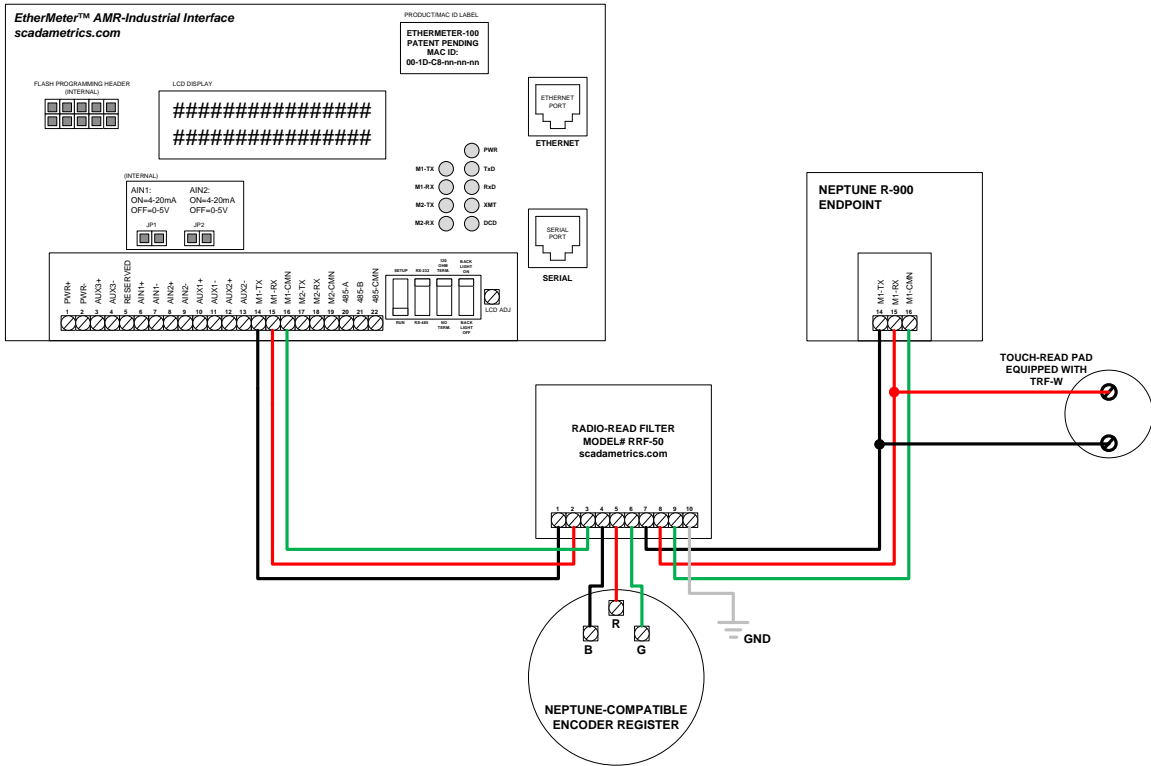 EtherMeter™ AMR-Industrial Interface
scadametrics.com
PRODUCT/MAC ID LABEL
ETHERMETER-100
PATENT PENDING
MAC ID:
00-1D-C8-nn-nn-nn
FLASH PROGRAMMING HEADER
(INTERNAL)
LCD DISPLAY
################
################
ETHERNET
PORT
ETHERNET
PWR
M1-TX
TxD
M1-RX
RxD
M2-TX
XMT
M2-RX
DCD
(INTERNAL)
AIN1:
ON=4-20mA
OFF=0-5V
AIN2:
ON=4-20mA
OFF=0-5V
JP1
JP2
SERIAL
PORT
SERIAL
PWR+
PWR-
AUX3+
AUX3-
RESERVED
AIN1+
AIN1-
AIN2+
AIN2-
AUX1+
AUX1-
AUX2+
AUX2-
M1-TX
M1-RX
M1-CMN
M2-TX
M2-RX
M2-CMN
485-A
485-B
485-CMN
1 2 3 4 5 6 7 8 9 10 11 12 13 14 15 16 17 18 19 20 21 22
SETUP
RS-232
120
OHM
TERM.
BACK
LIGHT
ON
RUN
RS-485
NO
TERM.
BACK
LIGHT
OFF
LCD ADJ
NEPTUNE R-900
ENDPOINT
M1-TX
M1-RX
M1-CMN
14 15 16
TOUCH-READ PAD
EQUIPPED WITH
TRF-W
RADIO-READ FILTER
MODEL# RRF-50
scadametrics.com
1 2 3 4 5 6 7 8 9 10
R
B
G
GND
NEPTUNE-COMPATIBLE
ENCODER REGISTER